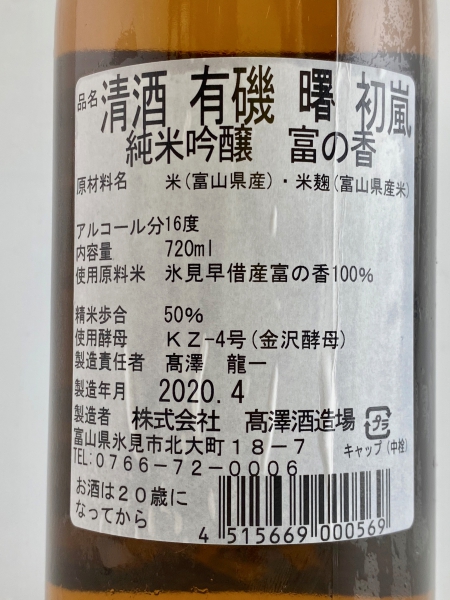 品名 清酒 有磯 曙 初嵐
純米吟醸 富の香
原材料名 米(富山県産)・米麹(富山県産米)
アルコール分16度
内容量 720ml
使用原料米 氷見早借産富の香100%
精米歩合 50%
使用酵母 KZ-4号(金沢酵母)
製造責任者 髙澤 龍一
製造年月 2020.4
製造者 株式会社 髙澤酒造場
富山県氷見市北大町18-7
TEL:0766-72-0006
プラ
キャップ(中栓)
お酒は20歳に
なってから
4 515669 000569